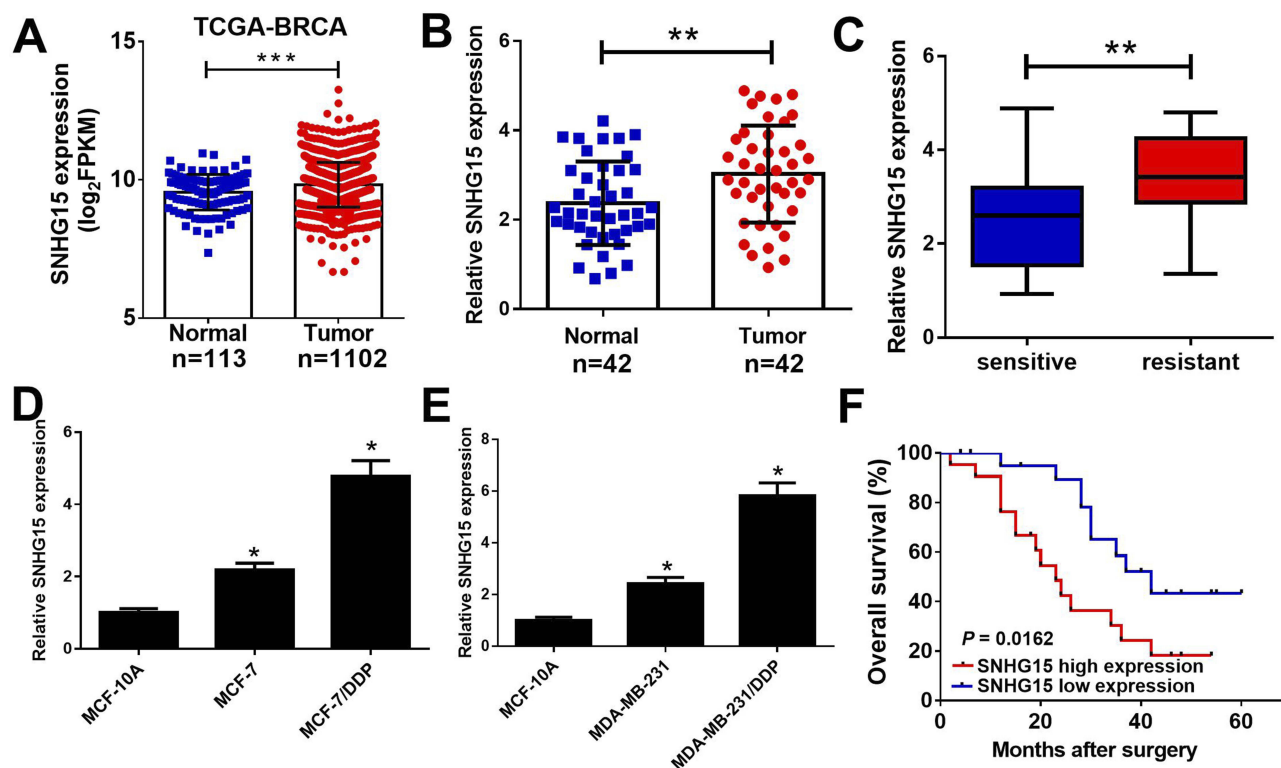 A
TCGA-BRCA
SNHG15 expression
(log2FPKM)
15
10
5
***
Normal
n=113
Tumor
n=1102
B
Relative SNHG15 expression
6
4
2
0
**
Normal
n=42
Tumor
n=42
C
Relative SNHG15 expression
6
4
2
0
**
sensitive
resistant
D
Relative SNHG15 expression
6
4
2
0
*
*
MCF-10A
MCF-7
MCF-7/DDP
E
Relative SNHG15 expression
8
6
4
2
0
*
*
MCF-10A
MDA-MB-231
MDA-MB-231/DDP
F
Overall survival (%)
100
80
60
40
20
0
P = 0.0162
SNHG15 high expression
SNHG15 low expression
0
20
40
60
Months after surgery